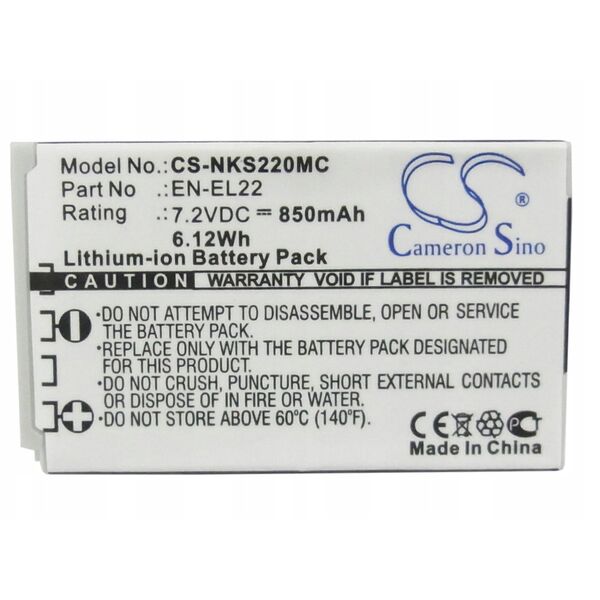 Model No.:CS-NKS220MC
Part No :EN-EL22
Rating :7.2VDC ⎓ 850mAh
6.12Wh
Lithium-ion Battery Pack
CS ®
Cameron Sino
CAUTION WARRANTY VOID IF LABEL IS REMOVED
•DO NOT ATTEMPT TO DISASSEMBLE, OPEN OR SERVICE
THE BATTERY PACK.
•REPLACE ONLY WITH THE BATTERY PACK DESIGNATED
FOR THIS PRODUCT.
•DO NOT CRUSH, PUNCTURE, SHORT EXTERNAL CONTACTS
OR DISPOSE OF IN FIRE.
•DO NOT STORE ABOVE 60℃ (140℉).
CE
Made In China